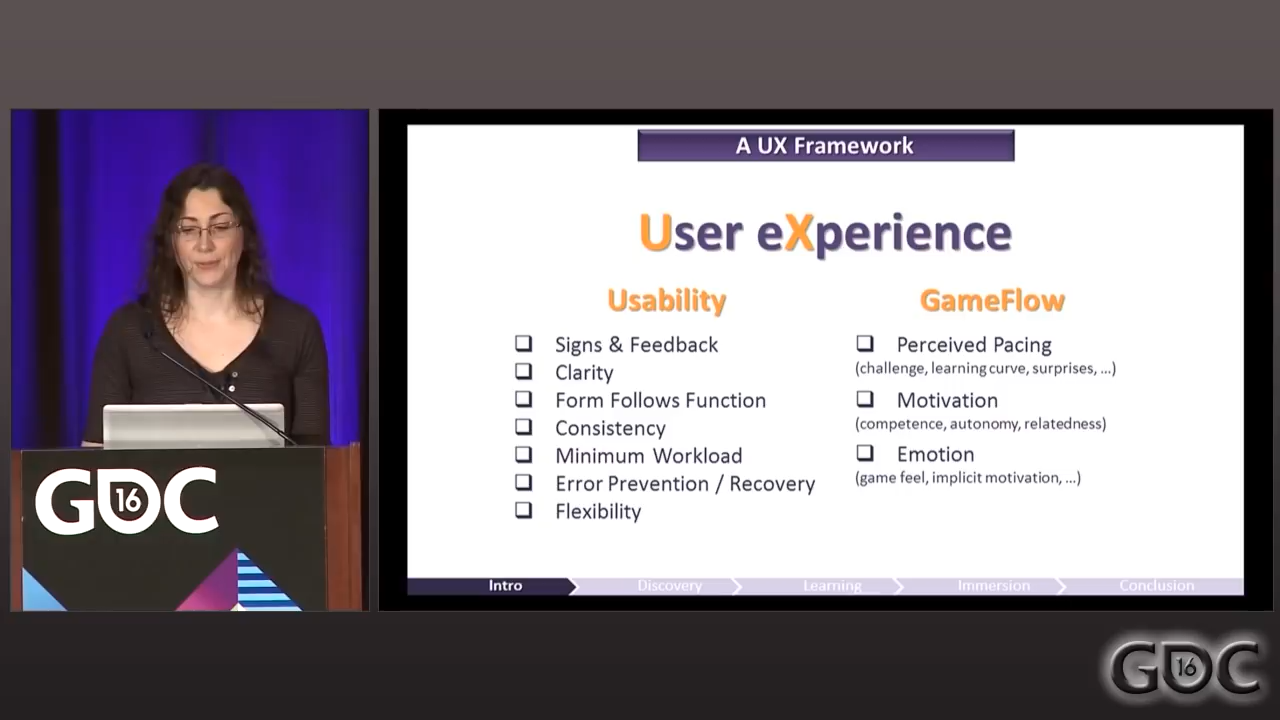 A UX Framework
User eXperience
Usability
Signs & Feedback
Clarity
Form Follows Function
Consistency
Minimum Workload
Error Prevention / Recovery
Flexibility
GameFlow
Perceived Pacing
(challenge, learning curve, surprises, ...)
Motivation
(competence, autonomy, relatedness)
Emotion
(game feel, implicit motivation, ...)
Intro
Discovery
Learning
Immersion
Conclusion
GDC 16
GDC 16